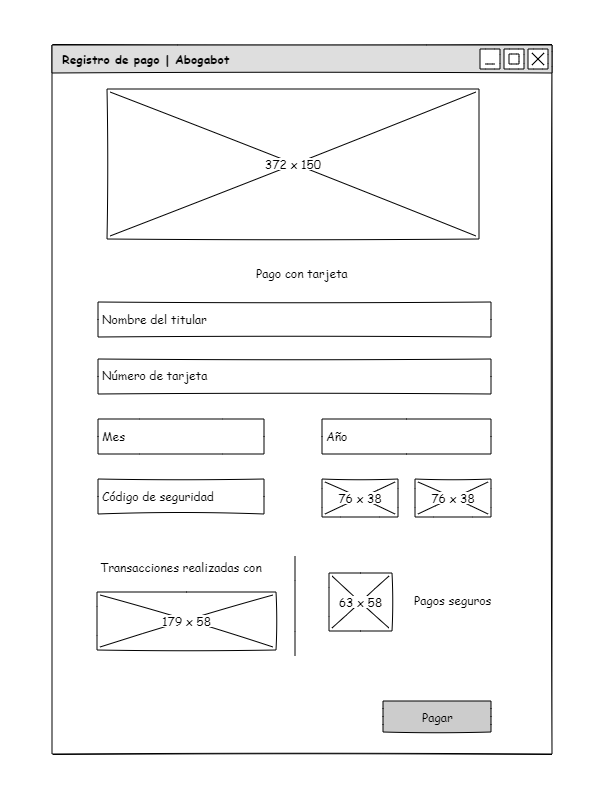 Registro de pago | Abogabot
372 x 150
Pago con tarjeta
Nombre del titular
Número de tarjeta
Mes
Año
Código de seguridad
76 x 38
76 x 38
Transacciones realizadas con
179 x 58
63 x 58
Pagos seguros
Pagar